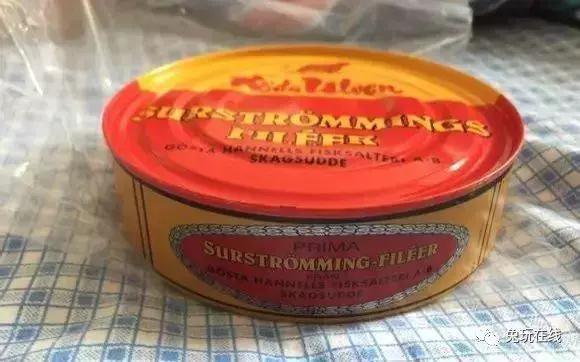 Röda Ulven
SURSTRÖMMINGS
FILÉER
GÖSTA HANNELLS FISKSALTERI A-B
SKAGSUDDE
PRIMA
SURSTRÖMMING-FILÉER
FRÅN
GÖSTA HANNELLS FISKSALTERI A-B
SKAGSUDDE
兔玩在线